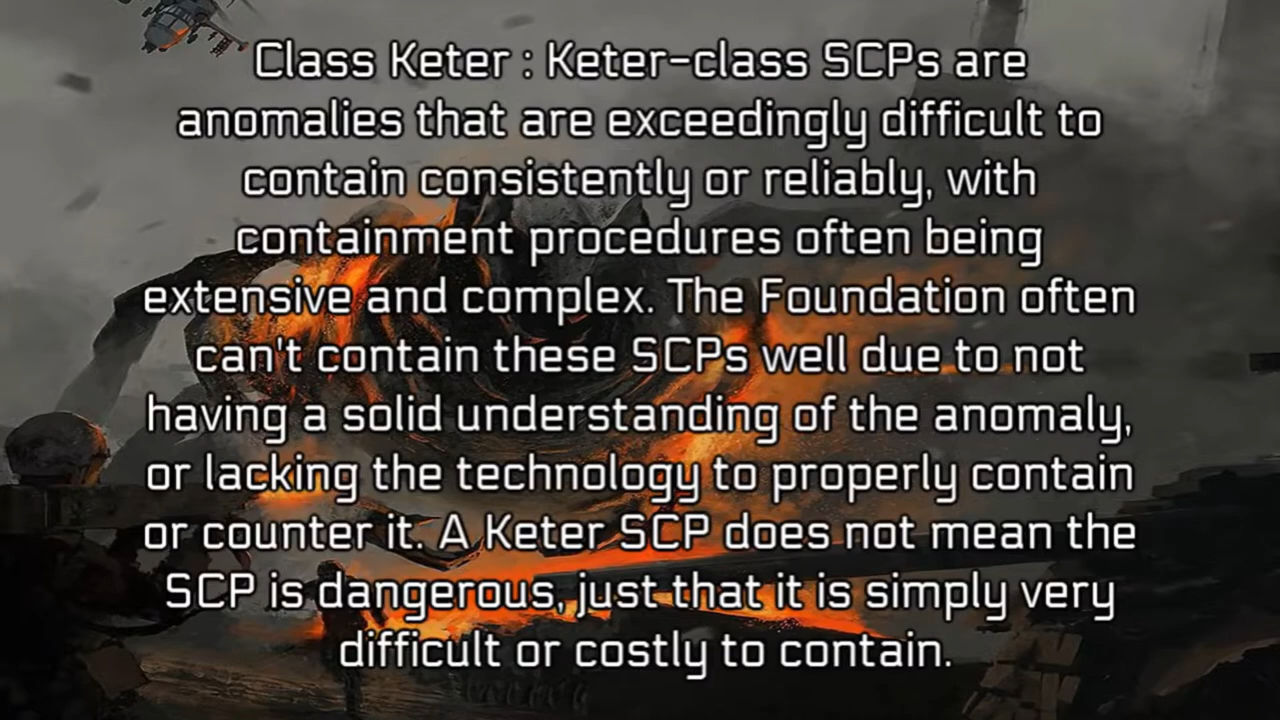 Class Keter : Keter-class SCPs are
anomalies that are exceedingly difficult to
contain consistently or reliably, with
containment procedures often being
extensive and complex. The Foundation often
can't contain these SCPs well due to not
having a solid understanding of the anomaly,
or lacking the technology to properly contain
or counter it. A Keter SCP does not mean the
SCP is dangerous, just that it is simply very
difficult or costly to contain.